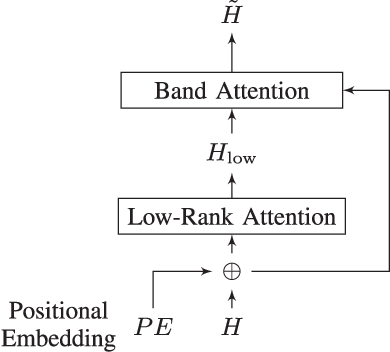 H̃
Band Attention
H_low
Low-Rank Attention
⊕
Positional
Embedding PE H